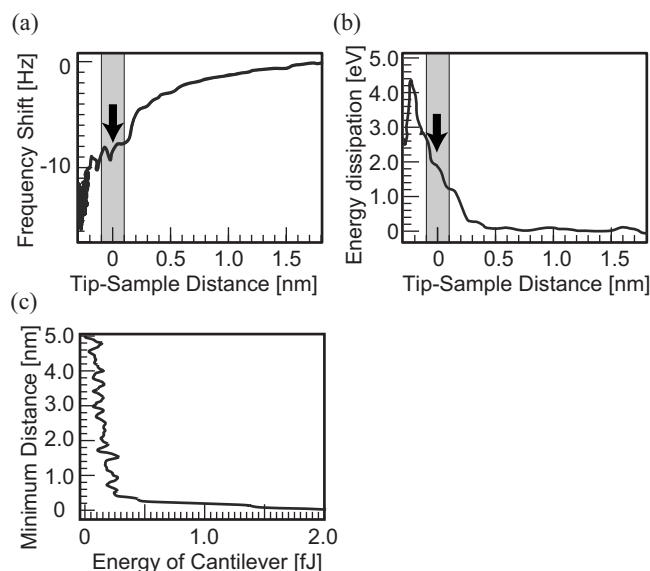 (a)
Frequency Shift [Hz]
0
-10
0
0.5
1.0
1.5
Tip-Sample Distance [nm]
(b)
Energy dissipation [eV]
5.0
4.0
3.0
2.0
1.0
0
0
0.5
1.0
1.5
Tip-Sample Distance [nm]
(c)
Minimum Distance [nm]
5.0
4.0
3.0
2.0
1.0
0
0
1.0
2.0
Energy of Cantilever [fJ]